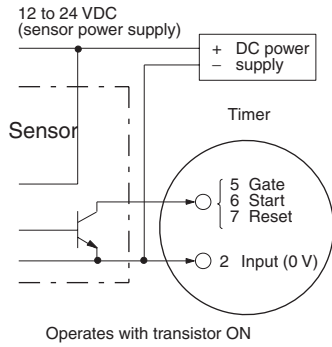 12 to 24 VDC
(sensor power supply)
+ DC power
− supply
Timer
Sensor
5 Gate
6 Start
7 Reset
2 Input (0 V)
Operates with transistor ON